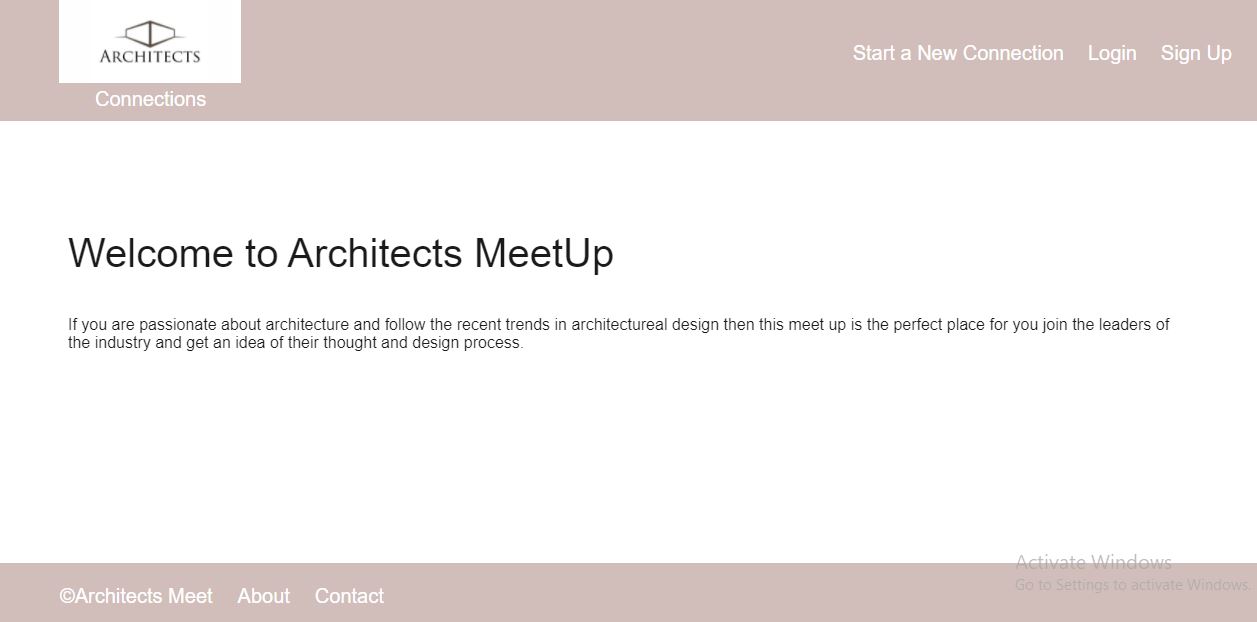 ARCHITECTS
Connections
Start a New Connection Login Sign Up
Welcome to Architects MeetUp
If you are passionate about architecture and follow the recent trends in architectureal design then this meet up is the perfect place for you join the leaders of
the industry and get an idea of their thought and design process.
Activate Windows
Go to Settings to activate Windows.
©Architects Meet About Contact